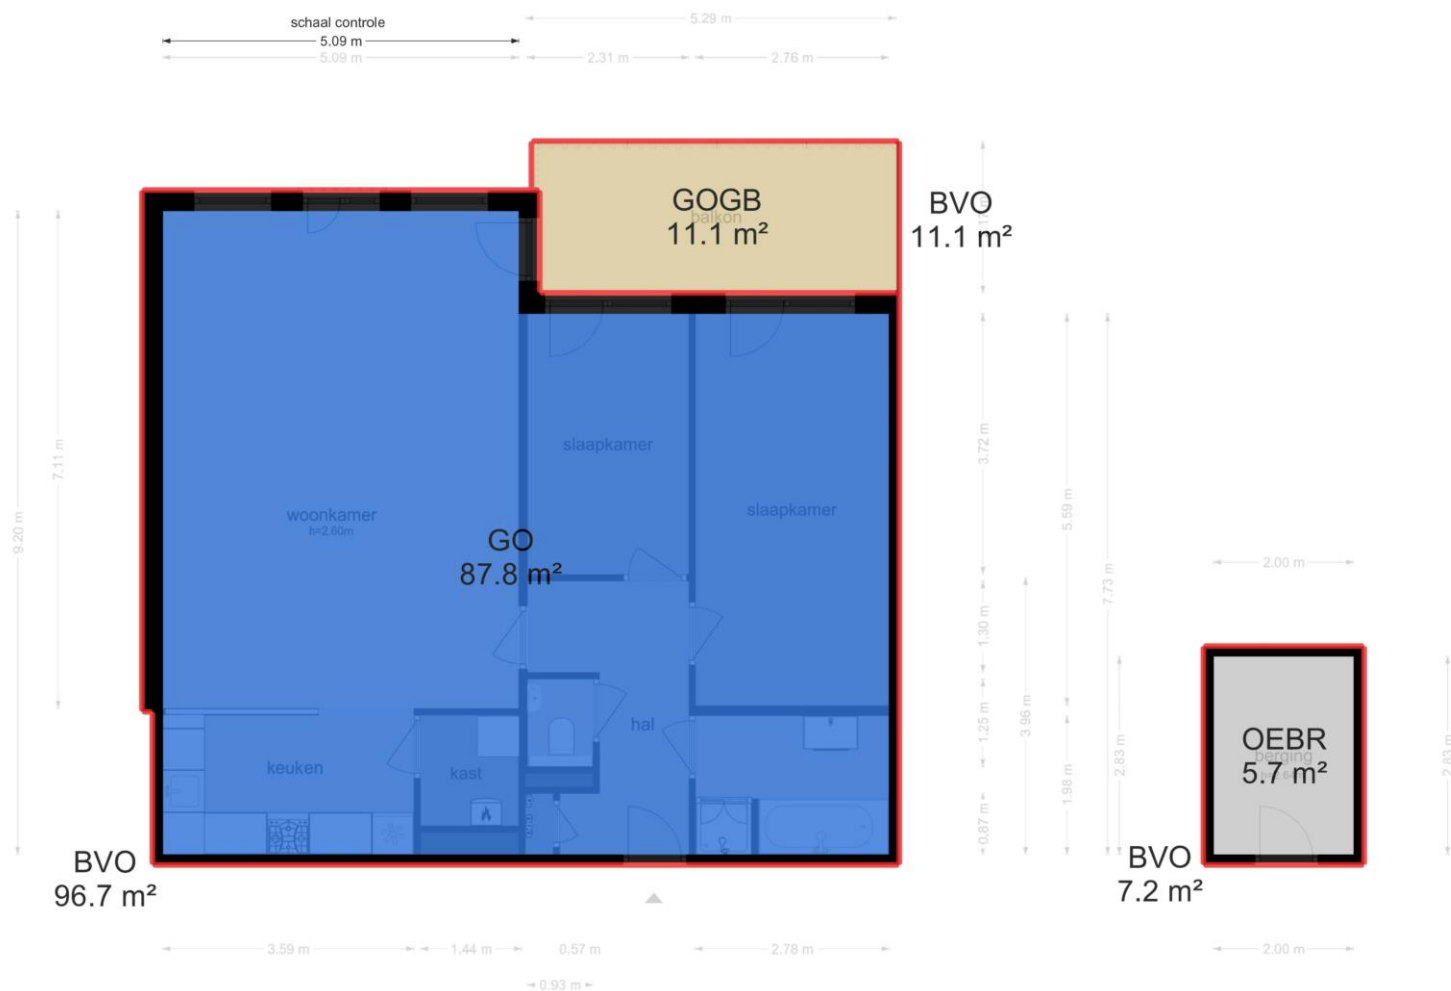 schaal controle
5.09 m
5.09 m
5.29 m
2.31 m
2.76 m
GOGB
balkon
11.1 m²
BVO
11.1 m²
9.20 m
7.11 m
woonkamer
h=2.60m
GO
87.8 m²
slaapkamer
slaapkamer
3.72 m
5.59 m
7.73 m
1.30 m
1.25 m
3.96 m
0.87 m
1.98 m
2.83 m
2.00 m
keuken
kast
hal
OEBR
berging
5.7 m²
2.83 m
BVO
96.7 m²
BVO
7.2 m²
3.59 m
1.44 m
0.57 m
2.78 m
2.00 m
0.93 m